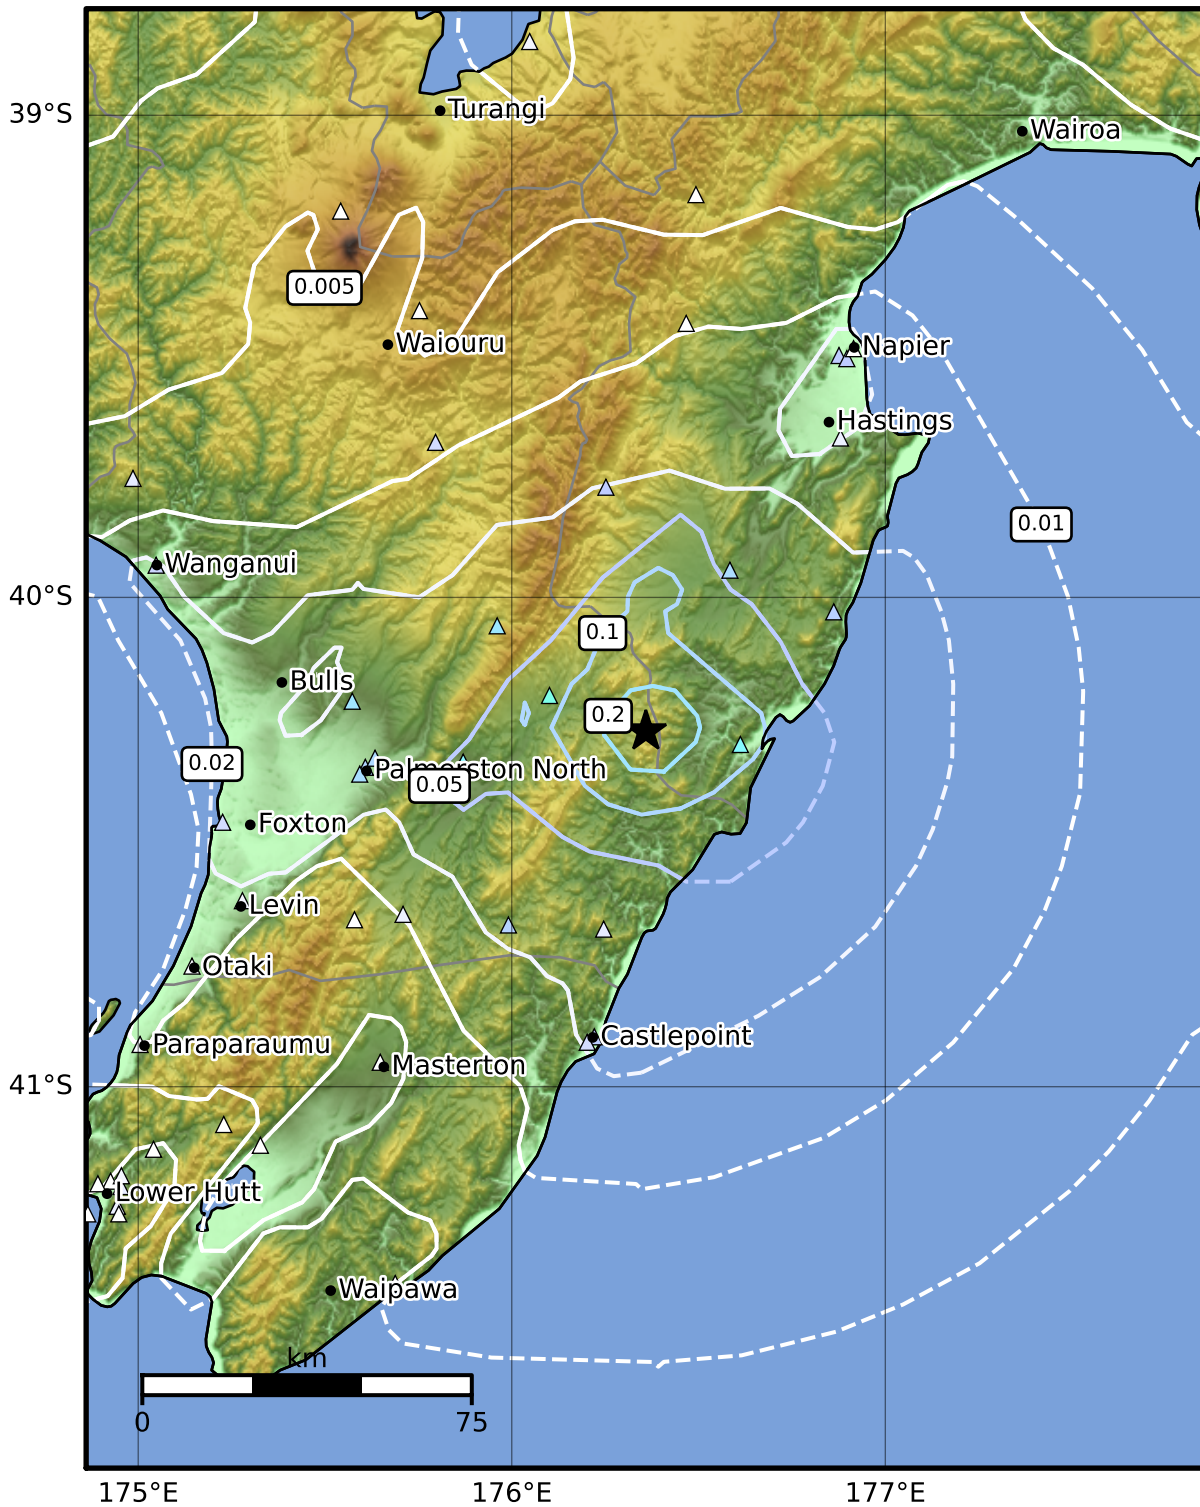 Turangi
39°S
Wairoa
0.005
Waiouru
Napier
Hastings
0.01
Wanganui
40°S
0.1
Bulls
0.2
0.02
Palmerston North
0.05
Foxton
Levin
Otaki
Castlepoint
Paraparaumu
Masterton
41°S
Lower Hutt
Waipawa
km
0
75
175°E
176°E
177°E